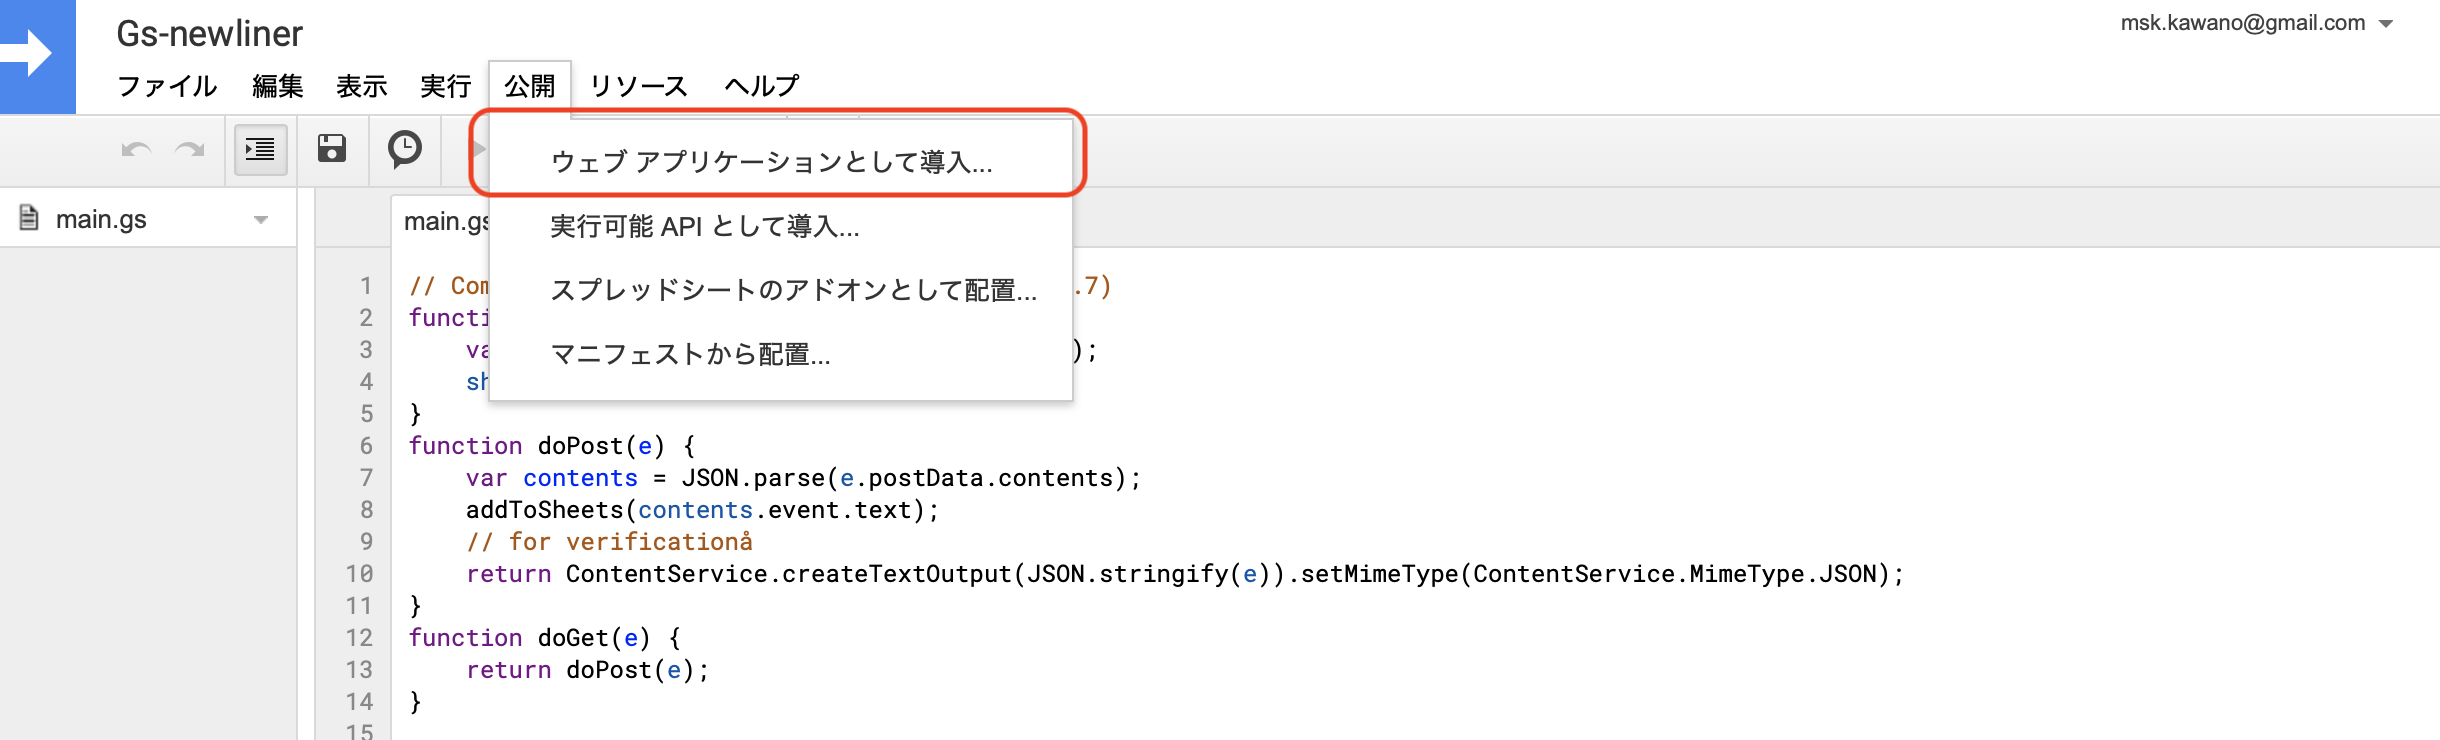 Gs-newliner
msk.kawano@gmail.com
ファイル 編集 表示 実行 公開 リソース ヘルプ
ウェブ アプリケーションとして導入...
実行可能 API として導入...
スプレッドシートのアドオンとして配置...
マニフェストから配置...
main.gs
main.gs
1 // Com .7)
2 functi
3 va );
4 sh
5 }
6 function doPost(e) {
7 var contents = JSON.parse(e.postData.contents);
8 addToSheets(contents.event.text);
9 // for verificationå
10 return ContentService.createTextOutput(JSON.stringify(e)).setMimeType(ContentService.MimeType.JSON);
11 }
12 function doGet(e) {
13 return doPost(e);
14 }
15